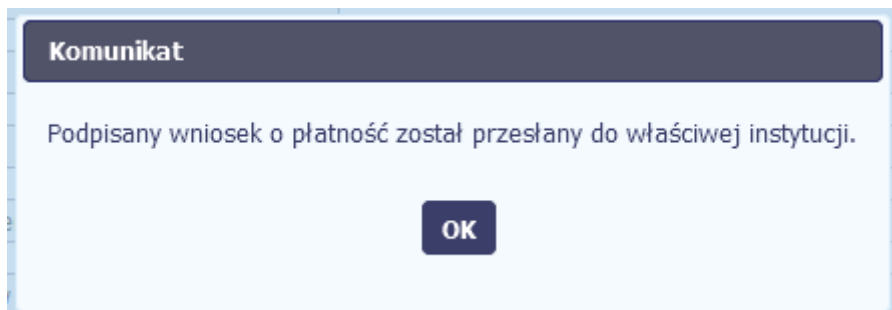 Komunikat
Podpisany wniosek o płatność został przesłany do właściwej instytucji.
OK